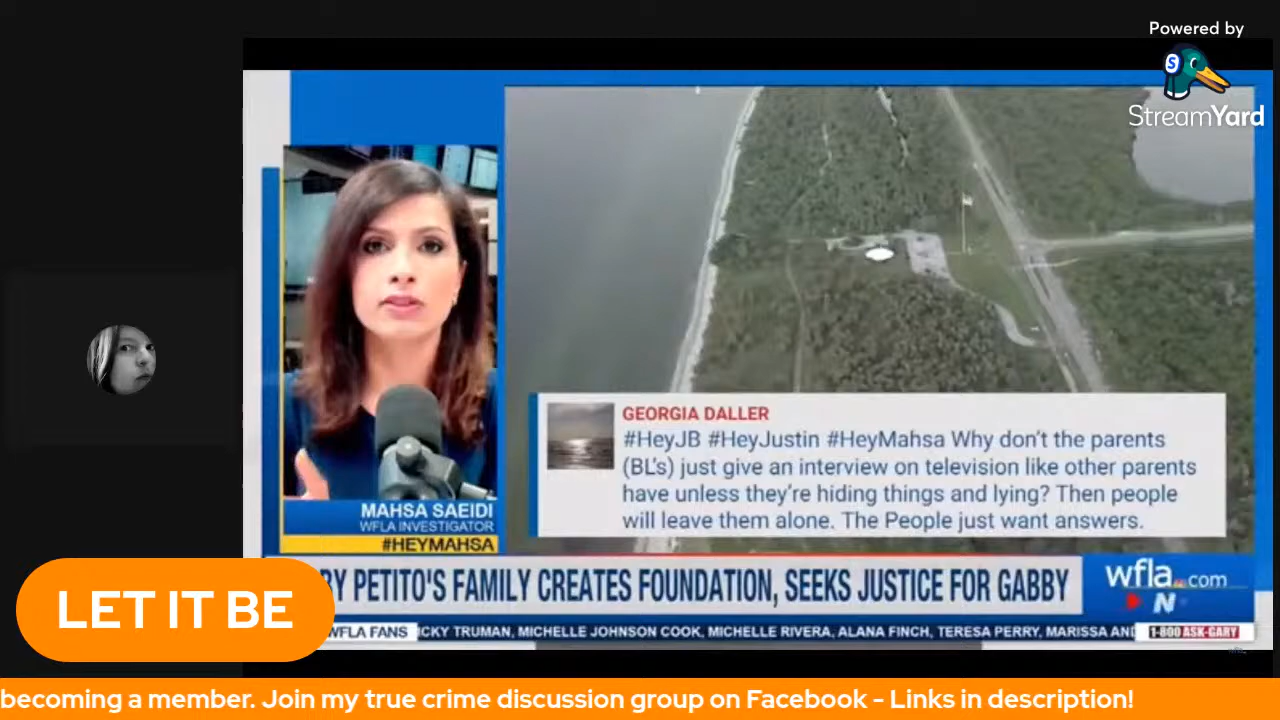 Powered by
StreamYard
GEORGIA DALLER
#HeyJB #HeyJustin #HeyMahsa Why don't the parents
(BL's) just give an interview on television like other parents
have unless they're hiding things and lying? Then people
will leave them alone. The People just want answers.
MAHSA SAEIDI
WFLA INVESTIGATOR
#HEYMAHSA
PETITO'S FAMILY CREATES FOUNDATION, SEEKS JUSTICE FOR GABBY
wfla.com
N
LET IT BE
WFLA FANS
TRUMAN, MICHELLE JOHNSON COOK, MICHELLE RIVERA, ALANA FINCH, TERESA PERRY, MARISSA
1-800 ASK-GARY
becoming a member. Join my true crime discussion group on Facebook - Links in description!